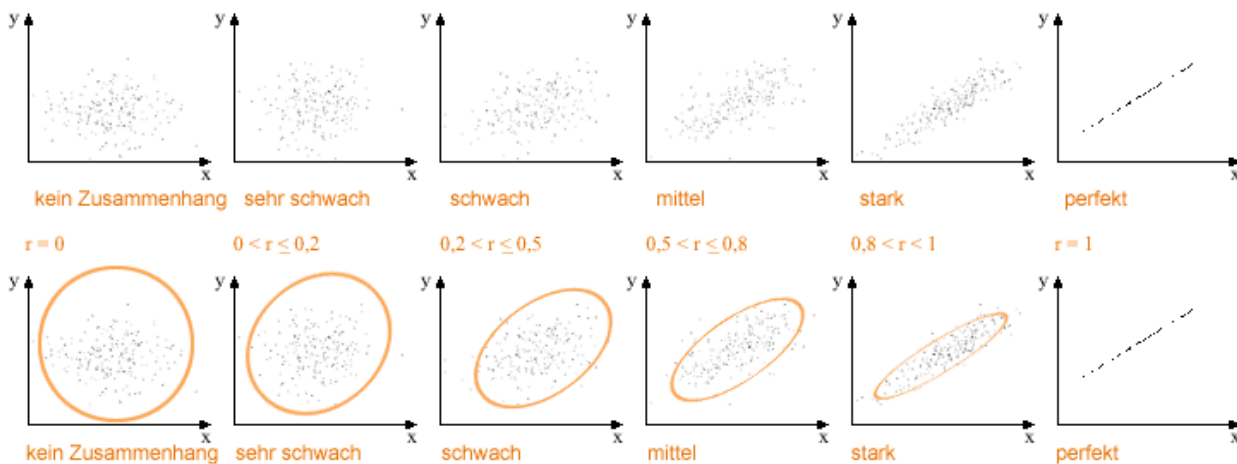 y y y y y y
x x x x x x
kein Zusammenhang sehr schwach schwach mittel stark perfekt
r = 0 0 < r ≤ 0,2 0,2 < r ≤ 0,5 0,5 < r ≤ 0,8 0,8 < r < 1 r = 1
y y y y y y
x x x x x x
kein Zusammenhang sehr schwach schwach mittel stark perfekt